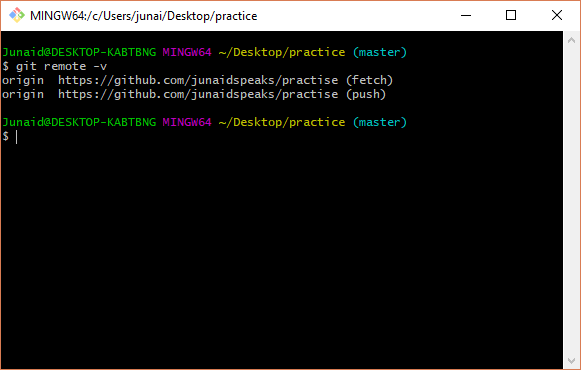 MINGW64:/c/Users/junai/Desktop/practice
Junaid@DESKTOP-KABTBNG MINGW64 ~/Desktop/practice (master)
$ git remote -v
origin  https://github.com/junaidspeaks/practise (fetch)
origin  https://github.com/junaidspeaks/practise (push)
Junaid@DESKTOP-KABTBNG MINGW64 ~/Desktop/practice (master)
$